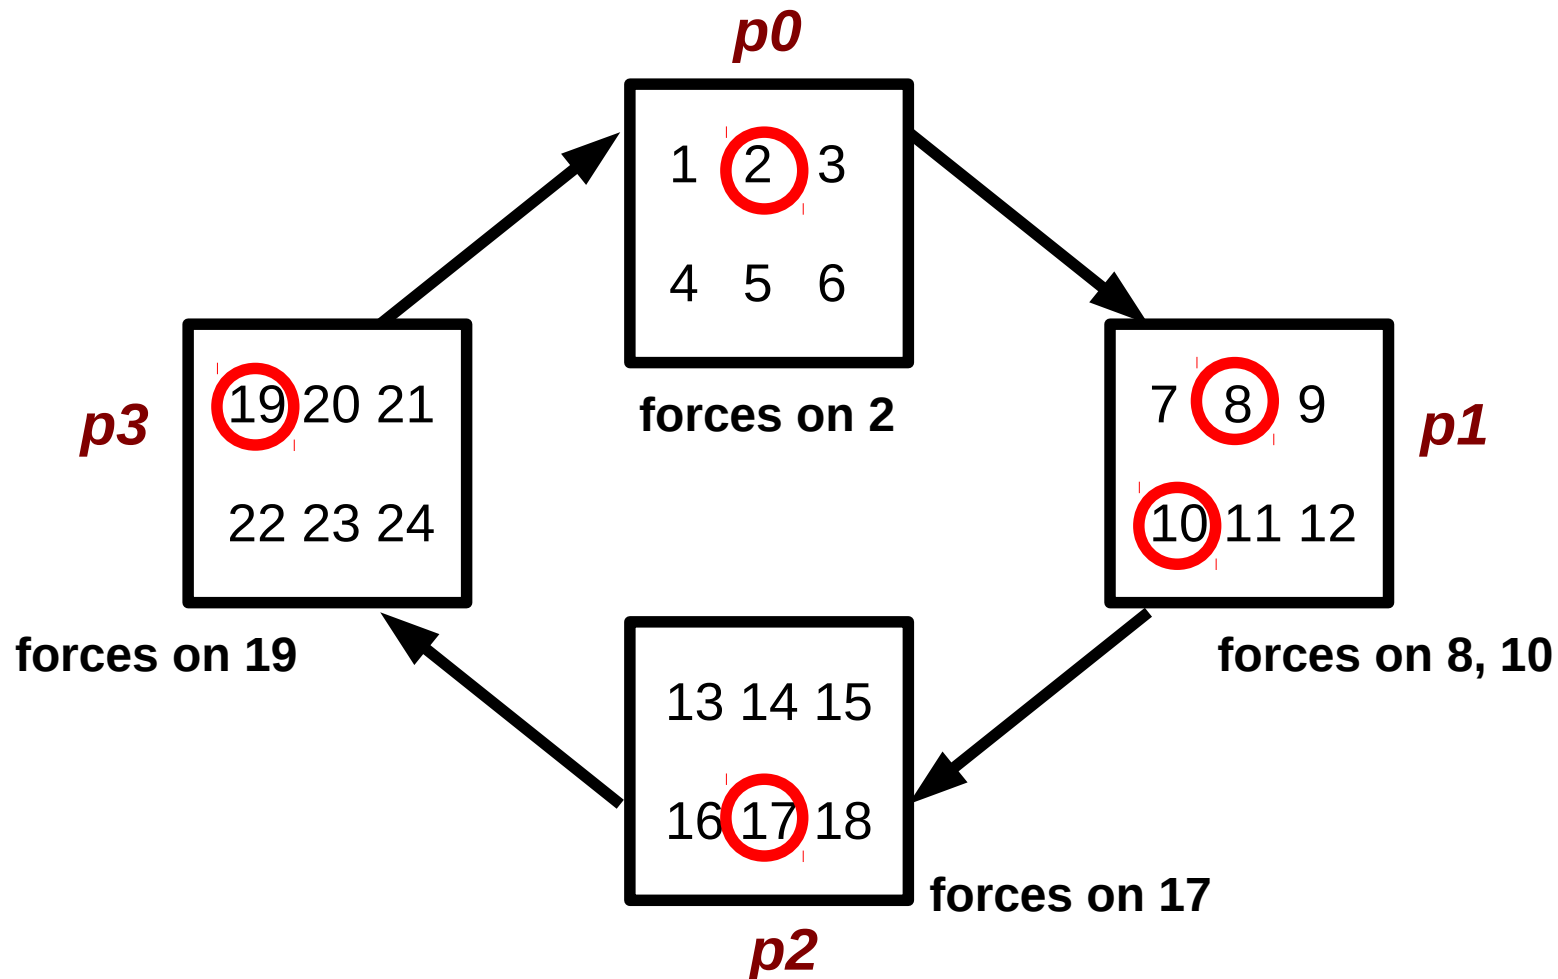 p0
1 2 3
4 5 6
forces on 2
p3
19 20 21
22 23 24
forces on 19
7 8 9
10 11 12
p1
forces on 8, 10
13 14 15
16 17 18
forces on 17
p2